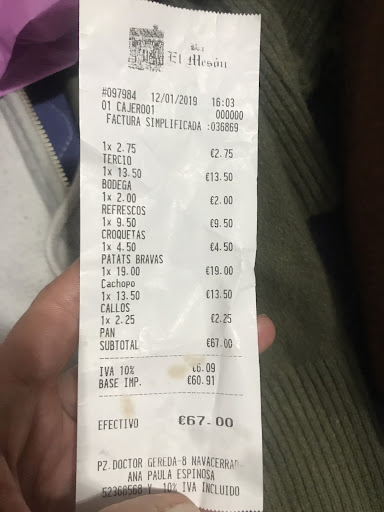 El Mesón
#097984 12/01/2019 16:03
01 CAJERO01 000000
FACTURA SIMPLIFICADA :036869
1x 2.75 €2.75
TERCIO
1x 13.50 €13.50
BODEGA
1x 2.00 €2.00
REFRESCOS
1x 9.50 €9.50
CROQUETAS
1x 4.50 €4.50
PATATS BRAVAS
1x 19.00 €19.00
Cachopo
1x 13.50 €13.50
CALLOS
1x 2.25 €2.25
PAN
SUBTOTAL €67.00
IVA 10% €6.09
BASE IMP. €60.91
EFECTIVO €67.00
PZ.DOCTOR GEREDA-8 NAVACERRAD
ANA PAULA ESPINOSA
52366568 Y 10% IVA INCLUIDO